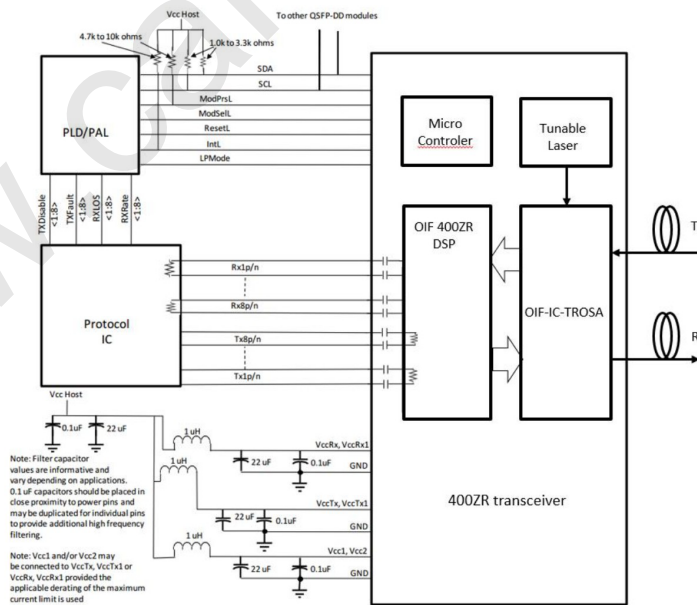 Vcc Host
To other QSFP-DD modules
4.7k to 10k ohms
1.0k to 3.3k ohms
SDA
SCL
ModPrsL
ModSelL
ResetL
IntL
LPMode
PLD/PAL
Micro
Controler
Tunable
Laser
TXDisable
<1:8>
TXFault
<1:8>
RXLOS
<1:8>
RXRate
<1:8>
OIF 400ZR
DSP
OIF-IC-TROSA
T
R
Protocol
IC
Rx1p/n
Rx8p/n
Tx8p/n
Tx1p/n
Vcc Host
0.1uF
22 uF
1 uH
VccRx, VccRx1
22 uF
0.1uF
GND
1 uH
VccTx, VccTx1
22 uF
0.1uF
GND
1 uH
Vcc1, Vcc2
22 uF
0.1uF
GND
400ZR transceiver
Note: Filter capacitor
values are informative and
vary depending on applications.
0.1 uF capacitors should be placed in
close proximity to power pins and
may be duplicated for individual pins
to provide additional high frequency
filtering.
Note: Vcc1 and/or Vcc2 may
be connected to VccTx, VccTx1 or
VccRx, VccRx1 provided the
applicable derating of the maximum
current limit is used